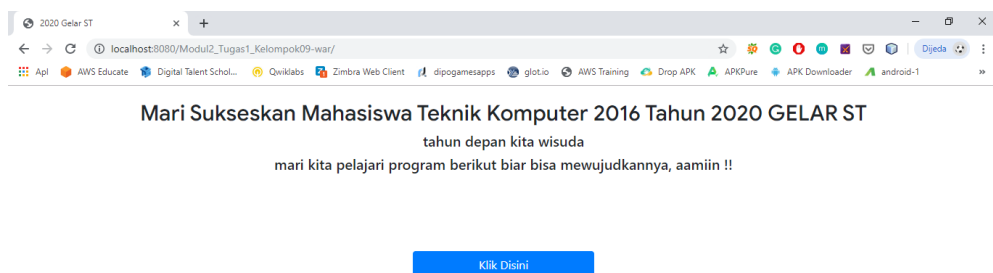 2020 Gelar ST
localhost:8080/Modul2_Tugas1_Kelompok09-war/
Dijeda
Apl AWS Educate Digital Talent Schol... Qwiklabs Zimbra Web Client dipogamesapps glot.io AWS Training Drop APK APKPure APK Downloader android-1 »
Mari Sukseskan Mahasiswa Teknik Komputer 2016 Tahun 2020 GELAR ST
tahun depan kita wisuda
mari kita pelajari program berikut biar bisa mewujudkannya, aamiin !!
Klik Disini